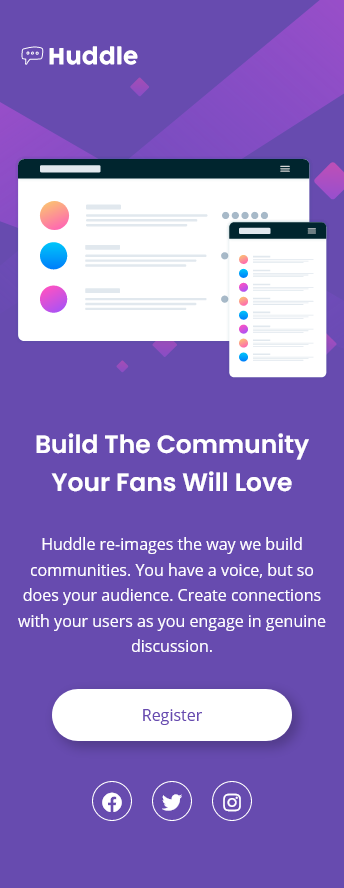 Huddle
Build The Community
Your Fans Will Love
Huddle re-images the way we build
communities. You have a voice, but so
does your audience. Create connections
with your users as you engage in genuine
discussion.
Register